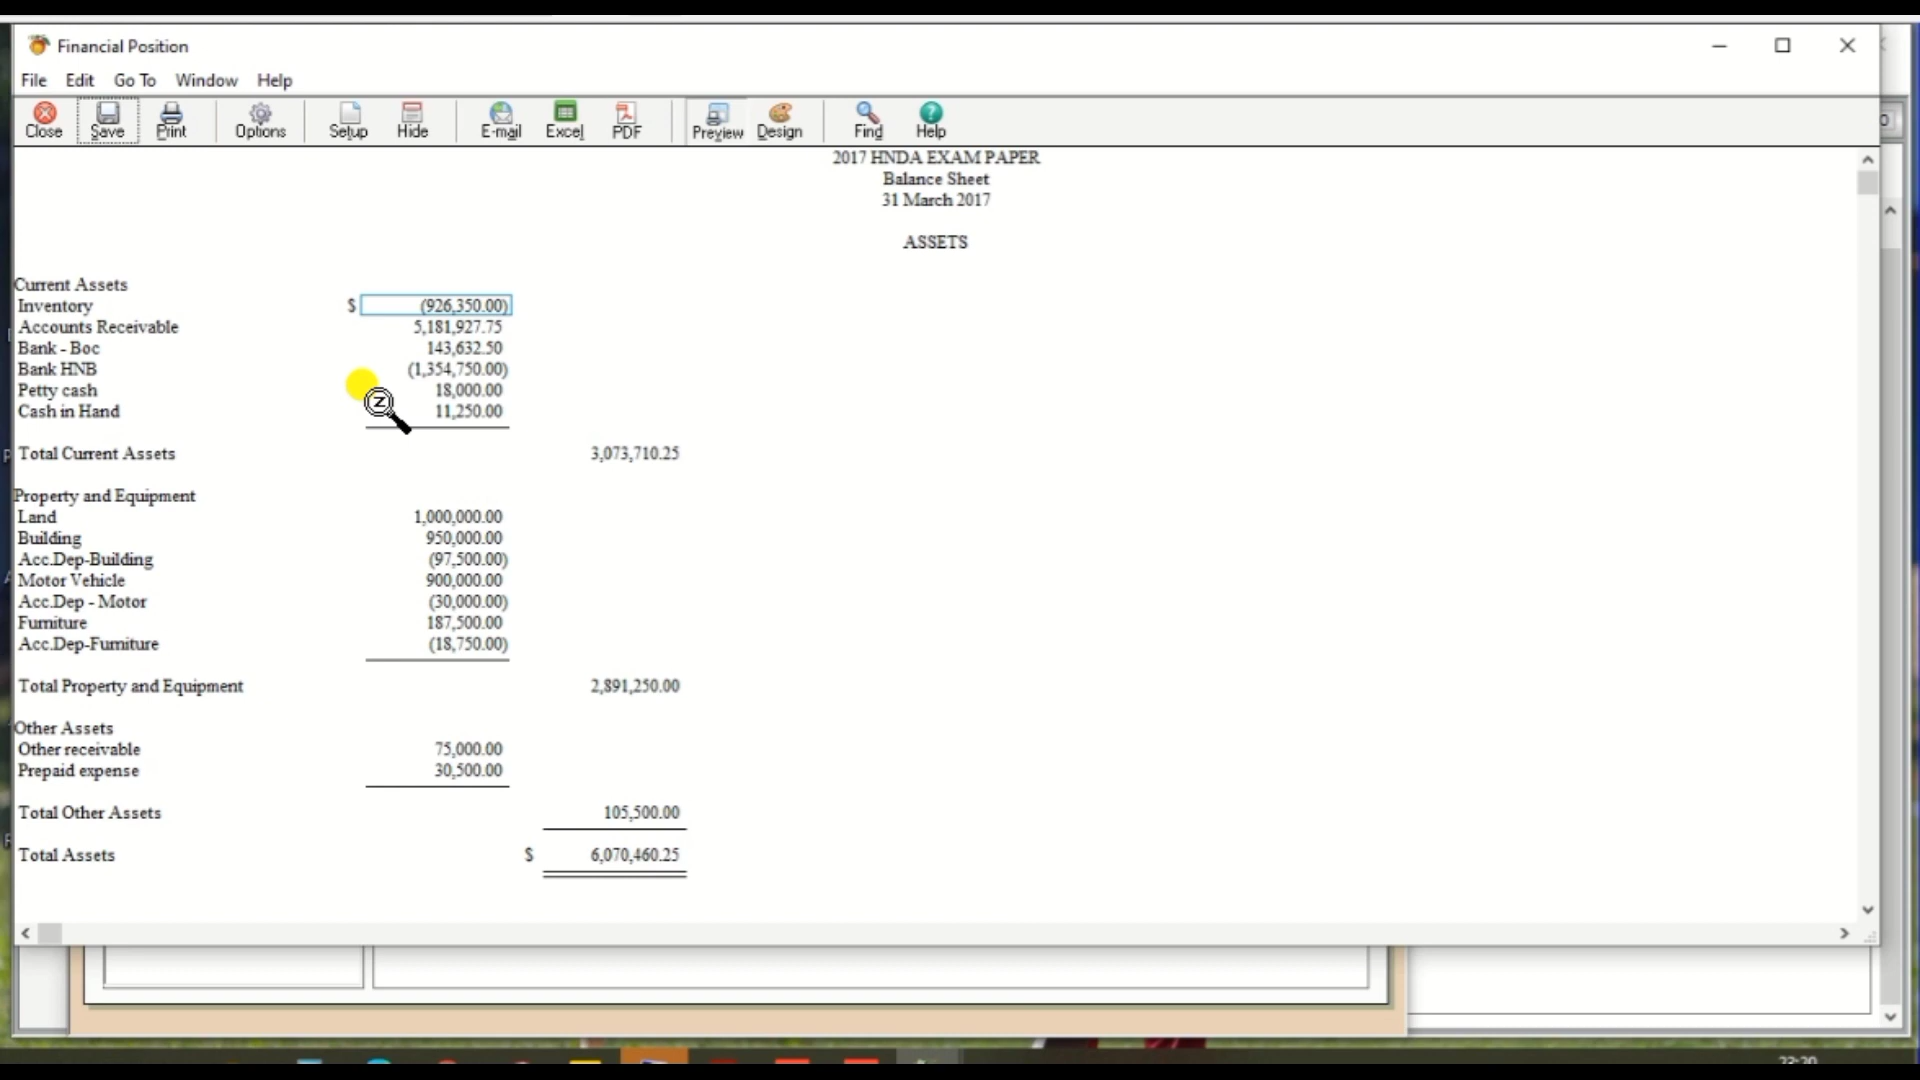 Financial Position
File Edit Go To Window Help
Close Save Print Options Setup Hide E-mail Excel PDF Preview Design Find Help
2017 HNDA EXAM PAPER
Balance Sheet
31 March 2017
ASSETS
Current Assets
Inventory $ (926,350.00)
Accounts Receivable 5,181,927.75
Bank - Boc 143,632.50
Bank HNB (1,354,750.00)
Petty cash 18,000.00
Cash in Hand 11,250.00
Total Current Assets 3,073,710.25
Property and Equipment
Land 1,000,000.00
Building 950,000.00
Acc.Dep-Building (97,500.00)
Motor Vehicle 900,000.00
Acc.Dep - Motor (30,000.00)
Furniture 187,500.00
Acc.Dep-Furniture (18,750.00)
Total Property and Equipment 2,891,250.00
Other Assets
Other receivable 75,000.00
Prepaid expense 30,500.00
Total Other Assets 105,500.00
Total Assets $ 6,070,460.25